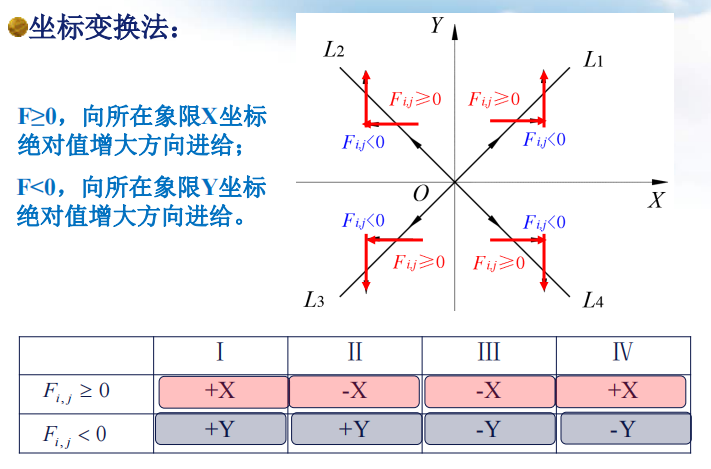 坐标变换法：
F≥0，向所在象限X坐标
绝对值增大方向进给；
F<0，向所在象限Y坐标
绝对值增大方向进给。
Y
L2
L1
Fi,j≥0
Fi,j≥0
Fi,j<0
Fi,j<0
O
X
Fi,j<0
Fi,j<0
Fi,j≥0
Fi,j≥0
L3
L4
I II III IV
Fi,j ≥ 0 +X -X -X +X
Fi,j < 0 +Y +Y -Y -Y